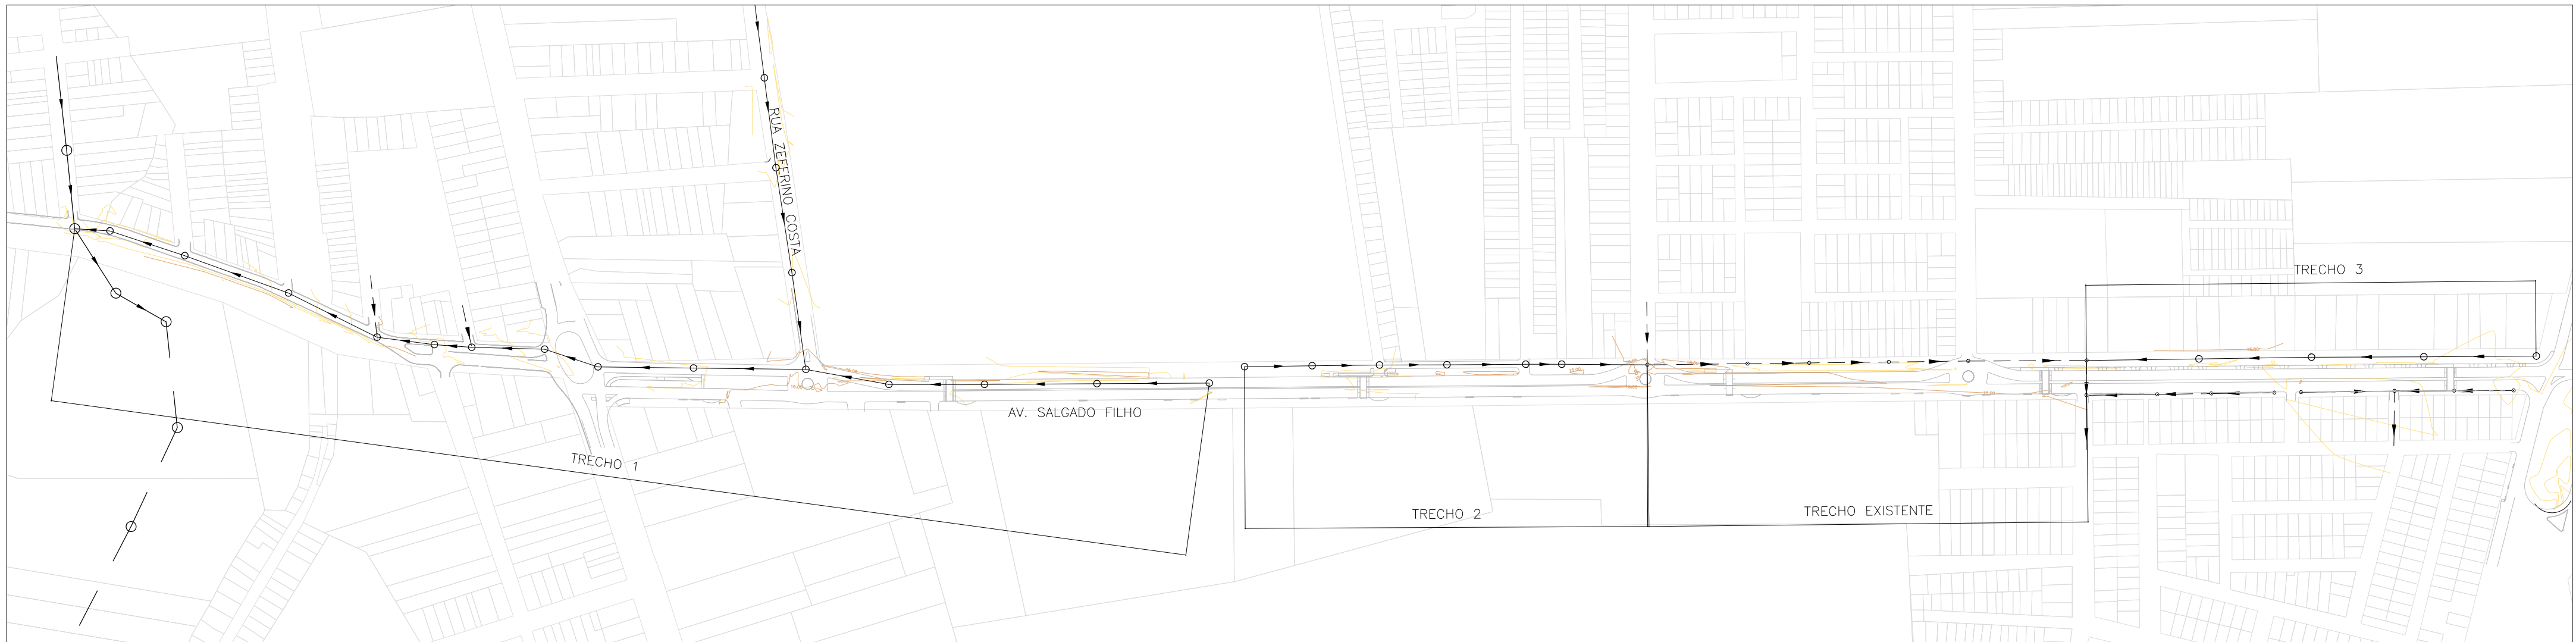 RUA ZEFERINO COSTA
TRECHO 3
AV. SALGADO FILHO
TRECHO 1
TRECHO 2
TRECHO EXISTENTE